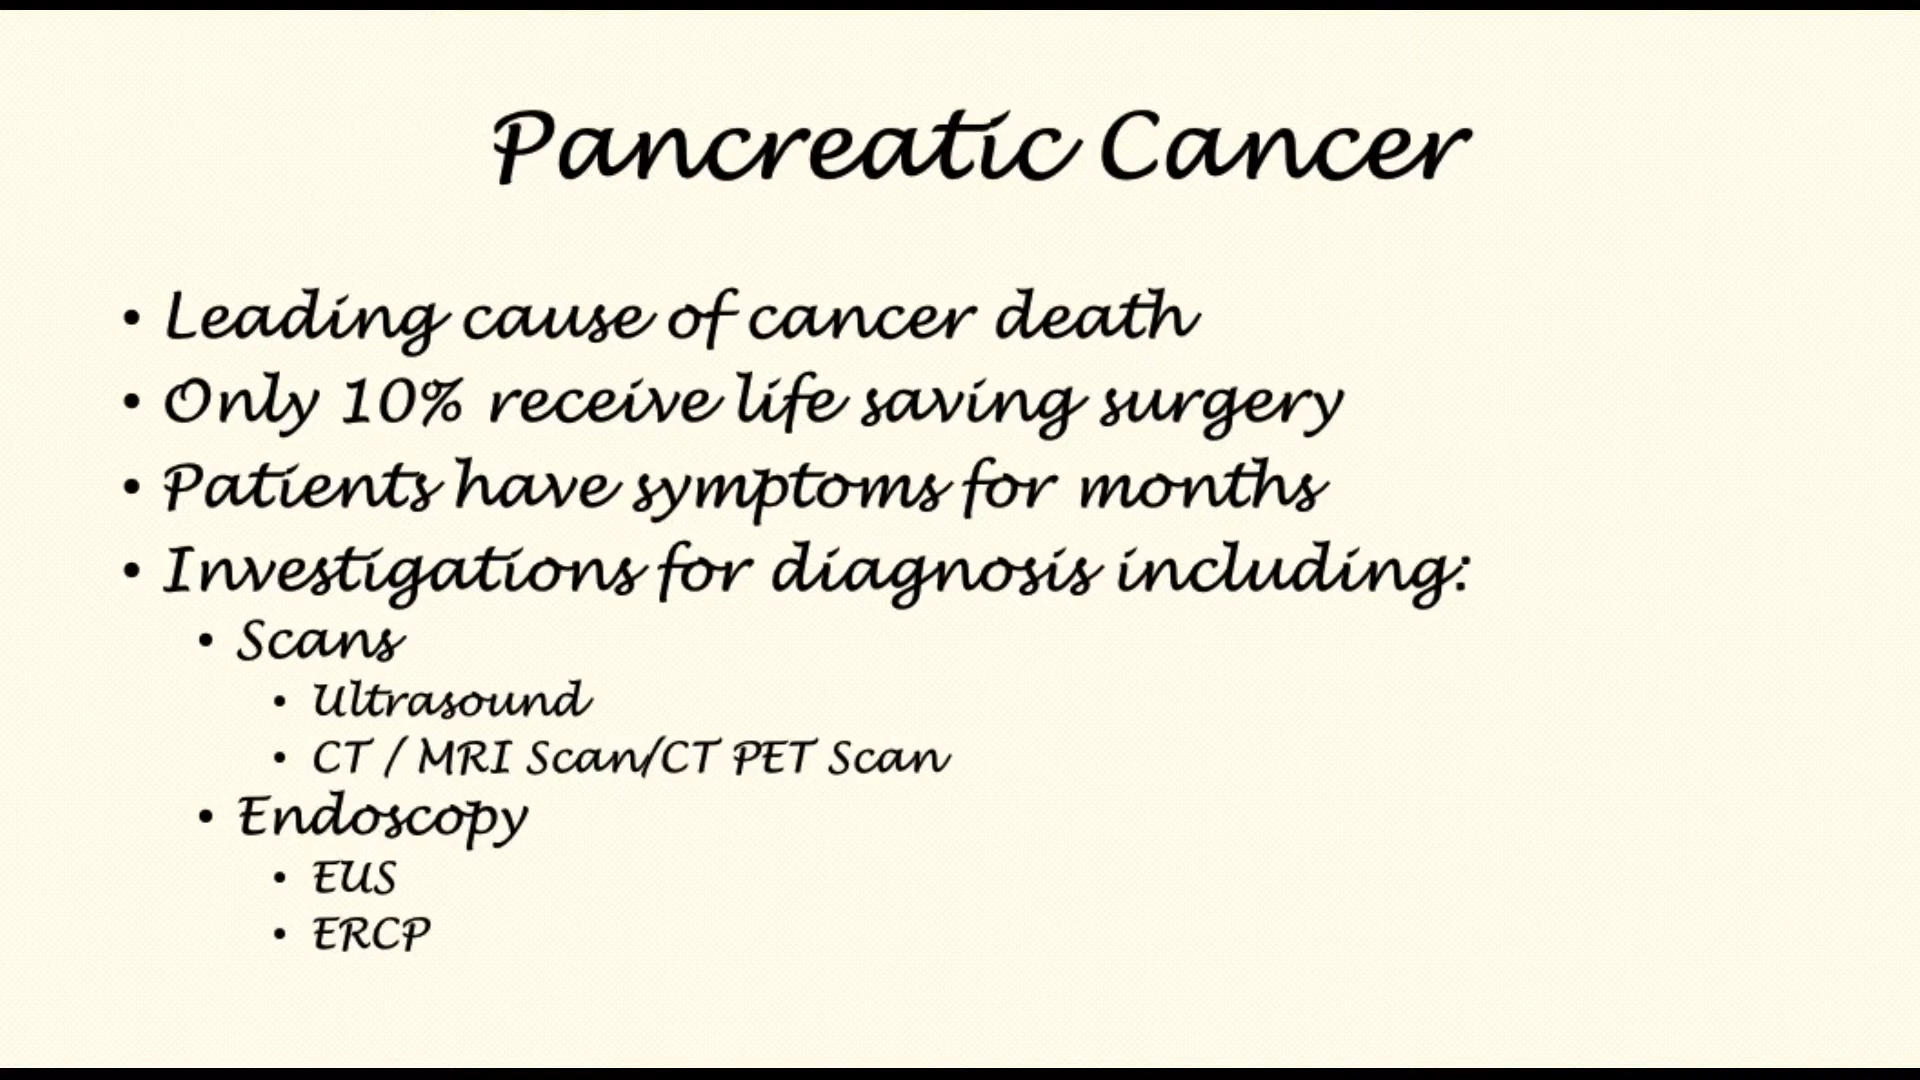 Pancreatic Cancer
• Leading cause of cancer death
• Only 10% receive life saving surgery
• Patients have symptoms for months
• Investigations for diagnosis including:
• Scans
• Ultrasound
• CT / MRI Scan/CT PET Scan
• Endoscopy
• EUS
• ERCP